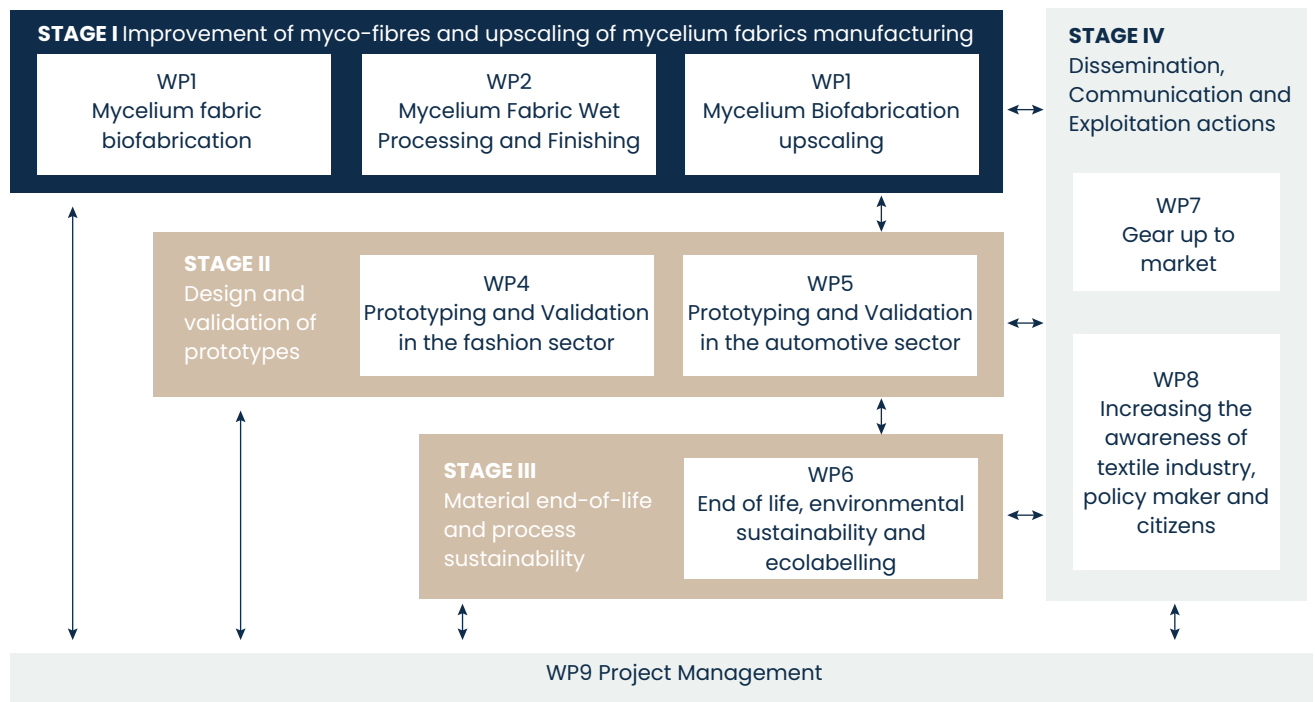 STAGE I Improvement of myco-fibres and upscaling of mycelium fabrics manufacturing
WP1
Mycelium fabric
biofabrication
WP2
Mycelium Fabric Wet
Processing and Finishing
WP1
Mycelium Biofabrication
upscaling
STAGE II
Design and
validation of
prototypes
WP4
Prototyping and Validation
in the fashion sector
WP5
Prototyping and Validation
in the automotive sector
STAGE III
Material end-of-life
and process
sustainability
WP6
End of life, environmental
sustainability and
ecolabelling
STAGE IV
Dissemination,
Communication and
Exploitation actions
WP7
Gear up to
market
WP8
Increasing the
awareness of
textile industry,
policy maker and
citizens
WP9 Project Management